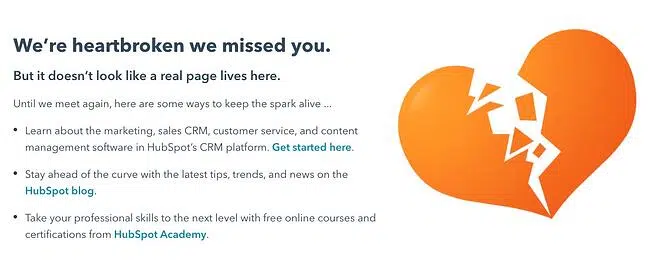 We’re heartbroken we missed you.
But it doesn’t look like a real page lives here.
Until we meet again, here are some ways to keep the spark alive ...
• Learn about the marketing, sales CRM, customer service, and content
management software in HubSpot’s CRM platform. Get started here.
• Stay ahead of the curve with the latest tips, trends, and news on the
HubSpot blog.
• Take your professional skills to the next level with free online courses and
certifications from HubSpot Academy.